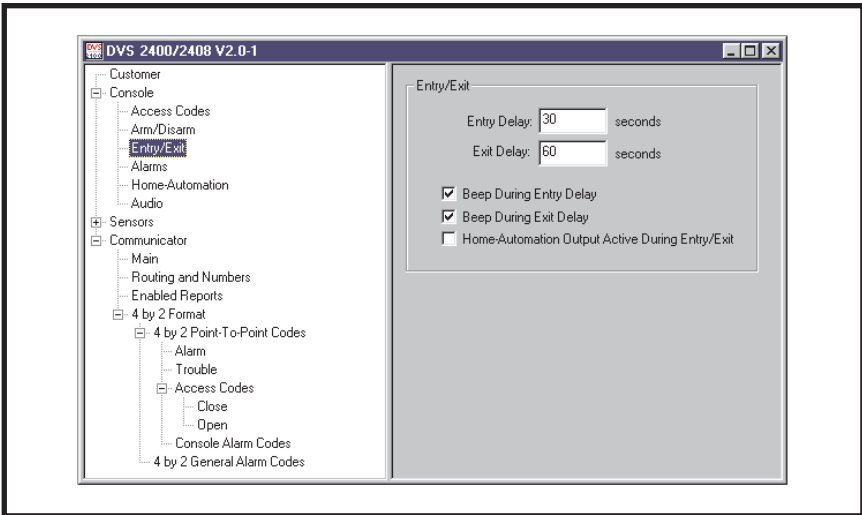 DVS 2400/2408 V2.0-1
Customer
Console
Access Codes
Arm/Disarm
Entry/Exit
Alarms
Home-Automation
Audio
Sensors
Communicator
Main
Routing and Numbers
Enabled Reports
4 by 2 Format
4 by 2 Point-To-Point Codes
Alarm
Trouble
Access Codes
Close
Open
Console Alarm Codes
4 by 2 General Alarm Codes
Entry/Exit
Entry Delay: 30 seconds
Exit Delay: 60 seconds
Beep During Entry Delay
Beep During Exit Delay
Home-Automation Output Active During Entry/Exit